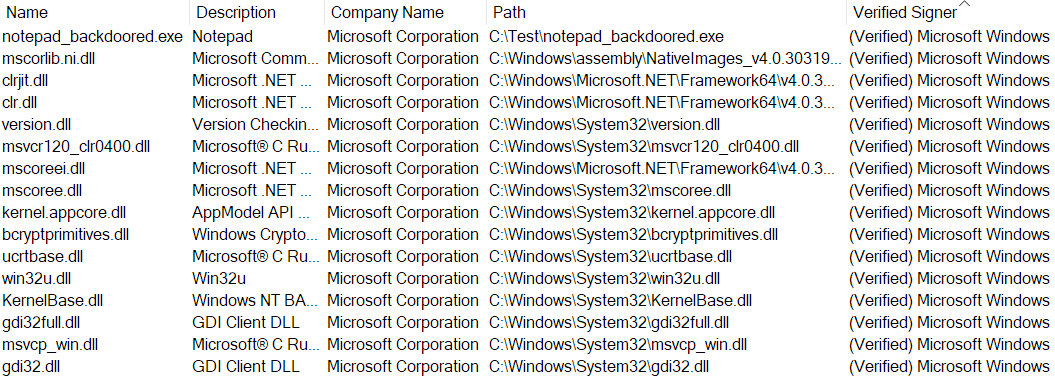 Name Description Company Name Path Verified Signer
notepad_backdoored.exe Notepad Microsoft Corporation C:\Test\notepad_backdoored.exe (Verified) Microsoft Windows
mscorlib.ni.dll Microsoft Comm... Microsoft Corporation C:\Windows\assembly\NativeImages_v4.0.30319... (Verified) Microsoft Windows
clrjit.dll Microsoft .NET ... Microsoft Corporation C:\Windows\Microsoft.NET\Framework64\v4.0.3... (Verified) Microsoft Windows
clr.dll Microsoft .NET ... Microsoft Corporation C:\Windows\Microsoft.NET\Framework64\v4.0.3... (Verified) Microsoft Windows
version.dll Version Checkin... Microsoft Corporation C:\Windows\System32\version.dll (Verified) Microsoft Windows
msvcr120_clr0400.dll Microsoft® C Ru... Microsoft Corporation C:\Windows\System32\msvcr120_clr0400.dll (Verified) Microsoft Windows
mscoreei.dll Microsoft .NET ... Microsoft Corporation C:\Windows\Microsoft.NET\Framework64\v4.0.3... (Verified) Microsoft Windows
mscoree.dll Microsoft .NET ... Microsoft Corporation C:\Windows\System32\mscoree.dll (Verified) Microsoft Windows
kernel.appcore.dll AppModel API ... Microsoft Corporation C:\Windows\System32\kernel.appcore.dll (Verified) Microsoft Windows
bcryptprimitives.dll Windows Crypto... Microsoft Corporation C:\Windows\System32\bcryptprimitives.dll (Verified) Microsoft Windows
ucrtbase.dll Microsoft® C Ru... Microsoft Corporation C:\Windows\System32\ucrtbase.dll (Verified) Microsoft Windows
win32u.dll Win32u Microsoft Corporation C:\Windows\System32\win32u.dll (Verified) Microsoft Windows
KernelBase.dll Windows NT BA... Microsoft Corporation C:\Windows\System32\KernelBase.dll (Verified) Microsoft Windows
gdi32full.dll GDI Client DLL Microsoft Corporation C:\Windows\System32\gdi32full.dll (Verified) Microsoft Windows
msvcp_win.dll Microsoft® C Ru... Microsoft Corporation C:\Windows\System32\msvcp_win.dll (Verified) Microsoft Windows
gdi32.dll GDI Client DLL Microsoft Corporation C:\Windows\System32\gdi32.dll (Verified) Microsoft Windows